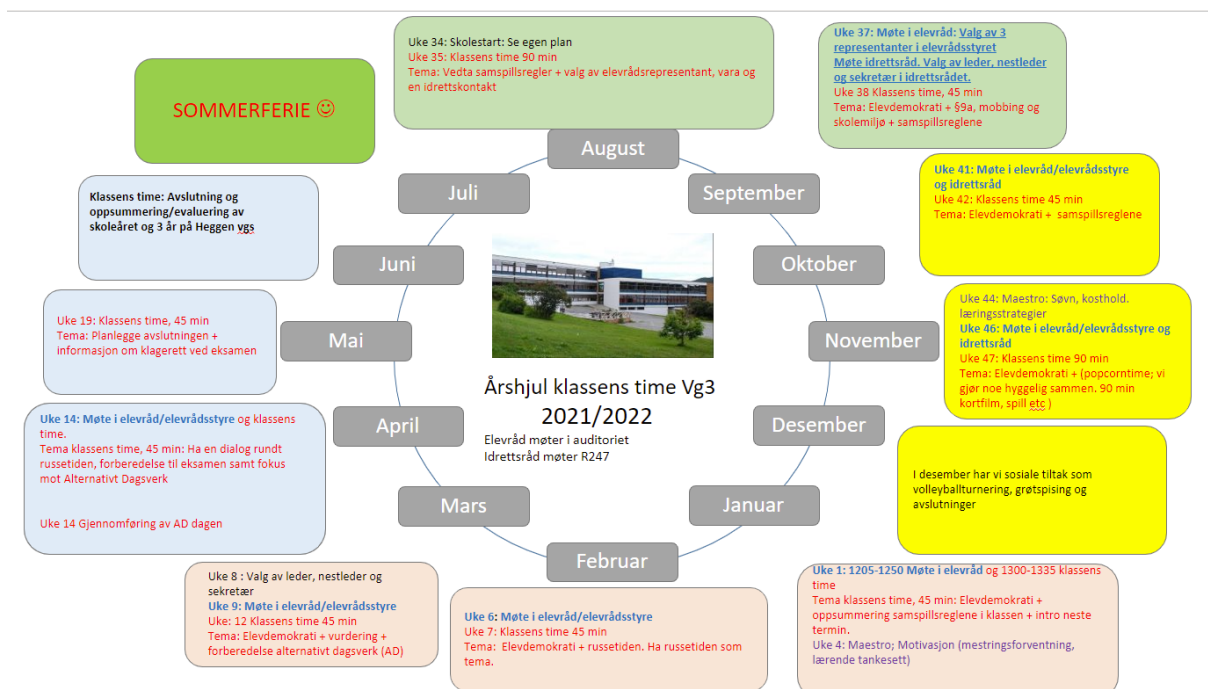 Uke 34: Skolestart: Se egen plan
Uke 35: Klassens time 90 min
Tema: Vedta samspillsregler + valg av elevrådsrepresentant, vara og
en idrettskontakt
Uke 37: Møte i elevråd: Valg av 3
representanter i elevrådsstyret
Møte idrettsråd. Valg av leder, nestleder
og sekretær i idrettsrådet.
Uke 38 Klassens time, 45 min
Tema: Elevdemokrati + §9a, mobbing og
skolemiljø + samspillsreglene
SOMMERFERIE ☺
August
Juli
September
Klassens time: Avslutning og
oppsummering/evaluering av
skoleåret og 3 år på Heggen vgs
Uke 41: Møte i elevråd/elevrådsstyre
og idrettsråd
Uke 42: Klassens time 45 min
Tema: Elevdemokrati + samspillsreglene
Juni
Oktober
Uke 19: Klassens time, 45 min
Tema: Planlegge avslutningen +
informasjon om klagerett ved eksamen
Mai
November
Uke 44: Maestro: Søvn, kosthold.
læringsstrategier
Uke 46: Møte i elevråd/elevrådsstyre og
idrettsråd
Uke 47: Klassens time 90 min
Tema: Elevdemokrati + (popcorntime; vi
gjør noe hyggelig sammen. 90 min
kortfilm, spill etc )
Årshjul klassens time Vg3
2021/2022
Elevråd møter i auditoriet
Idrettsråd møter R247
Uke 14: Møte i elevråd/elevrådsstyre og klassens
time.
Tema klassens time, 45 min: Ha en dialog rundt
russetiden, forberedelse til eksamen samt fokus
mot Alternativt Dagsverk
Uke 14 Gjennomføring av AD dagen
April
Desember
I desember har vi sosiale tiltak som
volleyballturnering, grøtspising og
avslutninger
Mars
Januar
Februar
Uke 8 : Valg av leder, nestleder og
sekretær
Uke 9: Møte i elevråd/elevrådsstyre
Uke: 12 Klassens time 45 min
Tema: Elevdemokrati + vurdering +
forberedelse alternativt dagsverk (AD)
Uke 6: Møte i elevråd/elevrådsstyre
Uke 7: Klassens time 45 min
Tema: Elevdemokrati + russetiden. Ha russetiden som
tema.
Uke 1: 1205-1250 Møte i elevråd og 1300-1335 klassens
time
Tema klassens time, 45 min: Elevdemokrati +
oppsummering samspillsreglene i klassen + intro neste
termin.
Uke 4: Maestro; Motivasjon (mestringsforventning,
lærende tankesett)